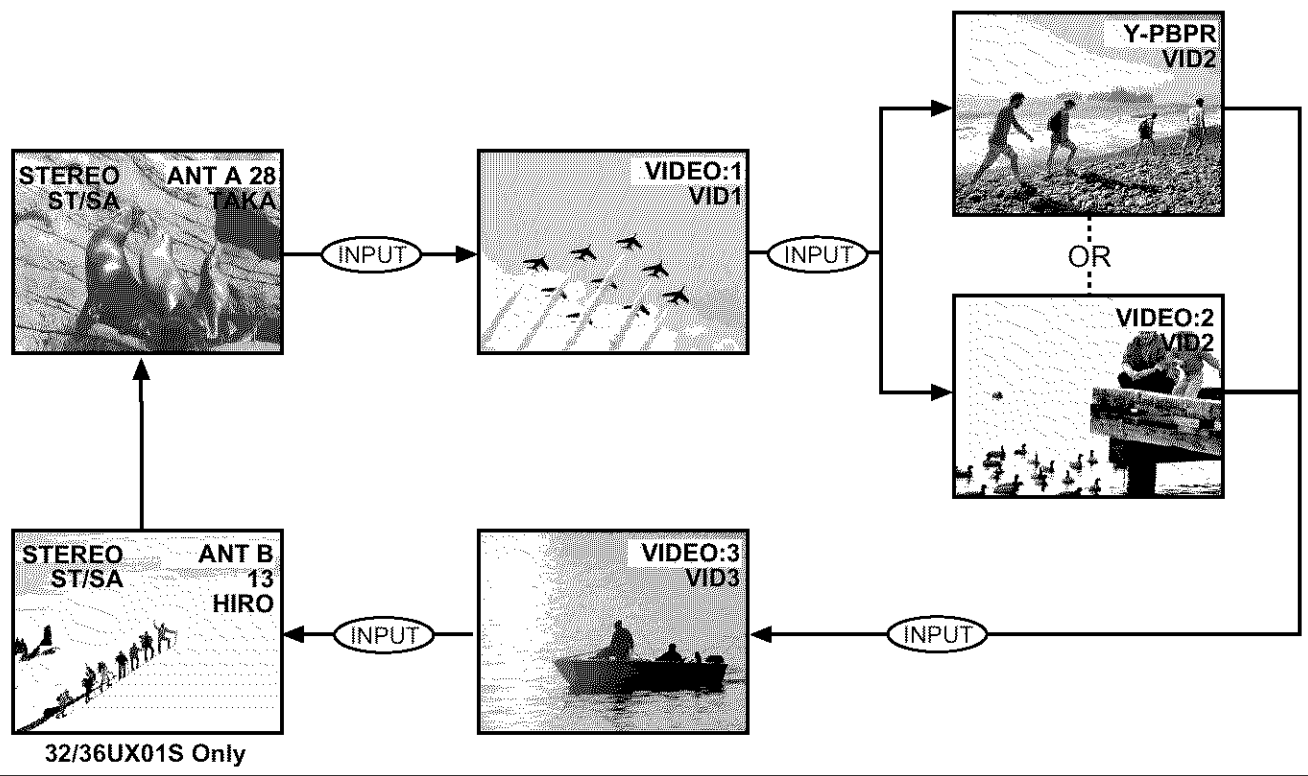 STEREO
ST/SA
ANT A 28
TAKA
INPUT
VIDEO:1
VID1
INPUT
Y-PBPR
VID2
OR
VIDEO:2
VID2
INPUT
VIDEO:3
VID3
INPUT
STEREO
ST/SA
ANT B
13
HIRO
32/36UX01S Only